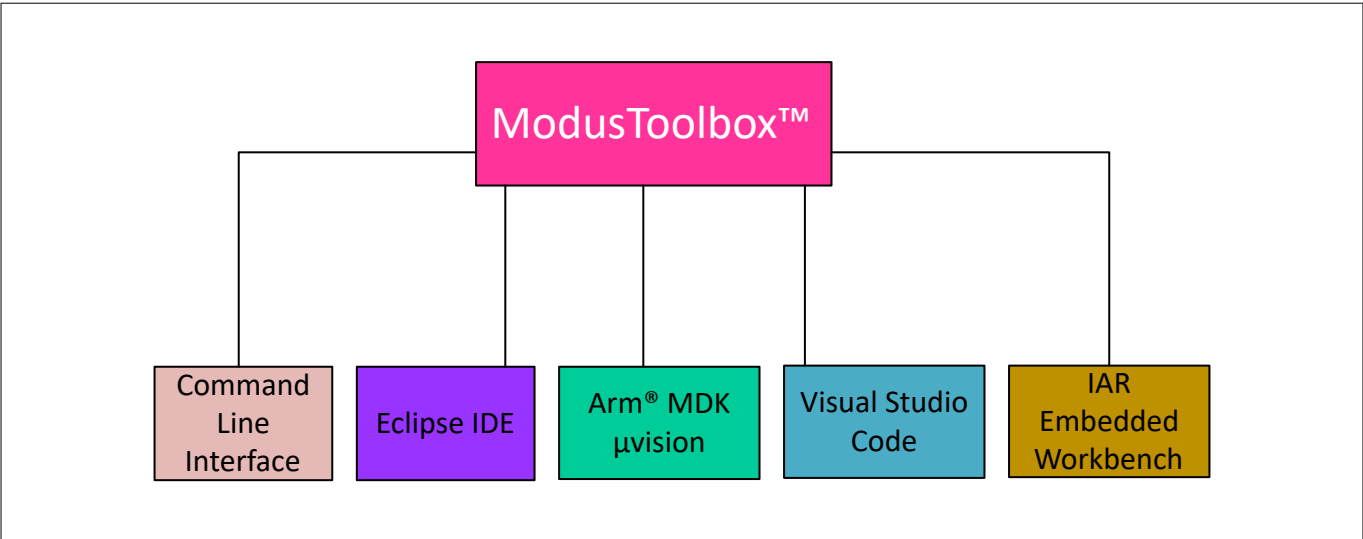 ModusToolbox™
Command
Line
Interface
Eclipse IDE
Arm® MDK
µvision
Visual Studio
Code
IAR
Embedded
Workbench